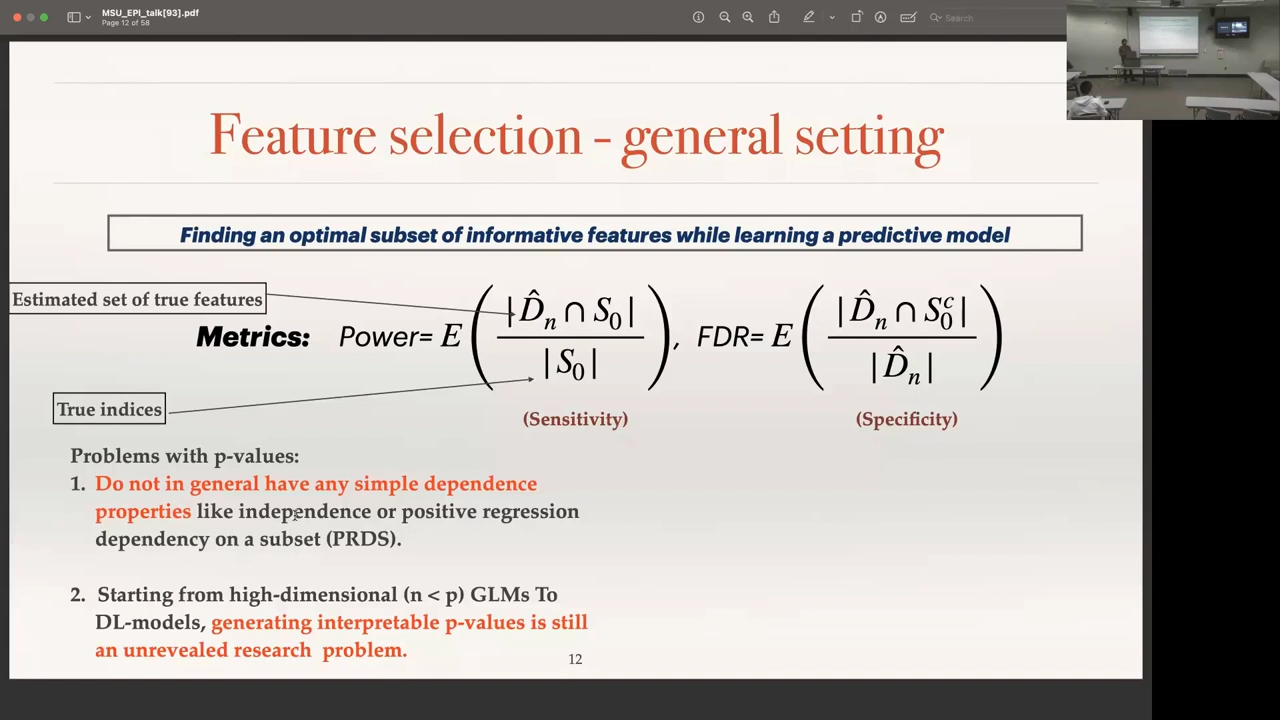 MSU_EPI_talk[93].pdf
Page 12 of 58
Search
Feature selection - general setting
Finding an optimal subset of informative features while learning a predictive model
Estimated set of true features
Metrics: Power= E ( |D̂ₙ ∩ S₀| / |S₀| ), FDR= E ( |D̂ₙ ∩ S₀ᶜ| / |D̂ₙ| )
True indices
(Sensitivity) (Specificity)
Problems with p-values:
1. Do not in general have any simple dependence
properties like independence or positive regression
dependency on a subset (PRDS).
2. Starting from high-dimensional (n < p) GLMs To
DL-models, generating interpretable p-values is still
an unrevealed research problem.
12